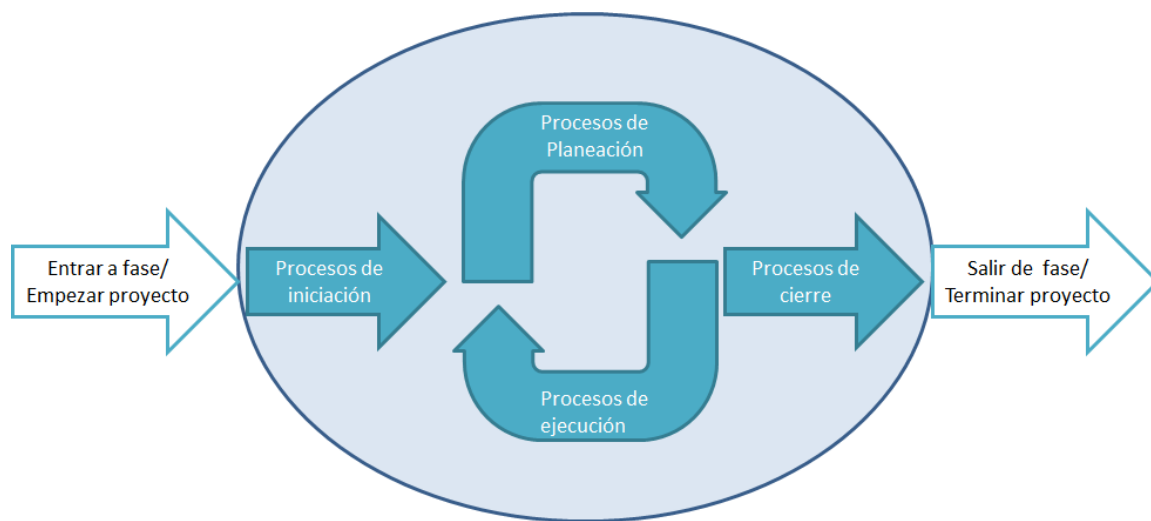 Entrar a fase/
Empezar proyecto
Procesos de
iniciación
Procesos de
Planeación
Procesos de
ejecución
Procesos de
cierre
Salir de fase/
Terminar proyecto